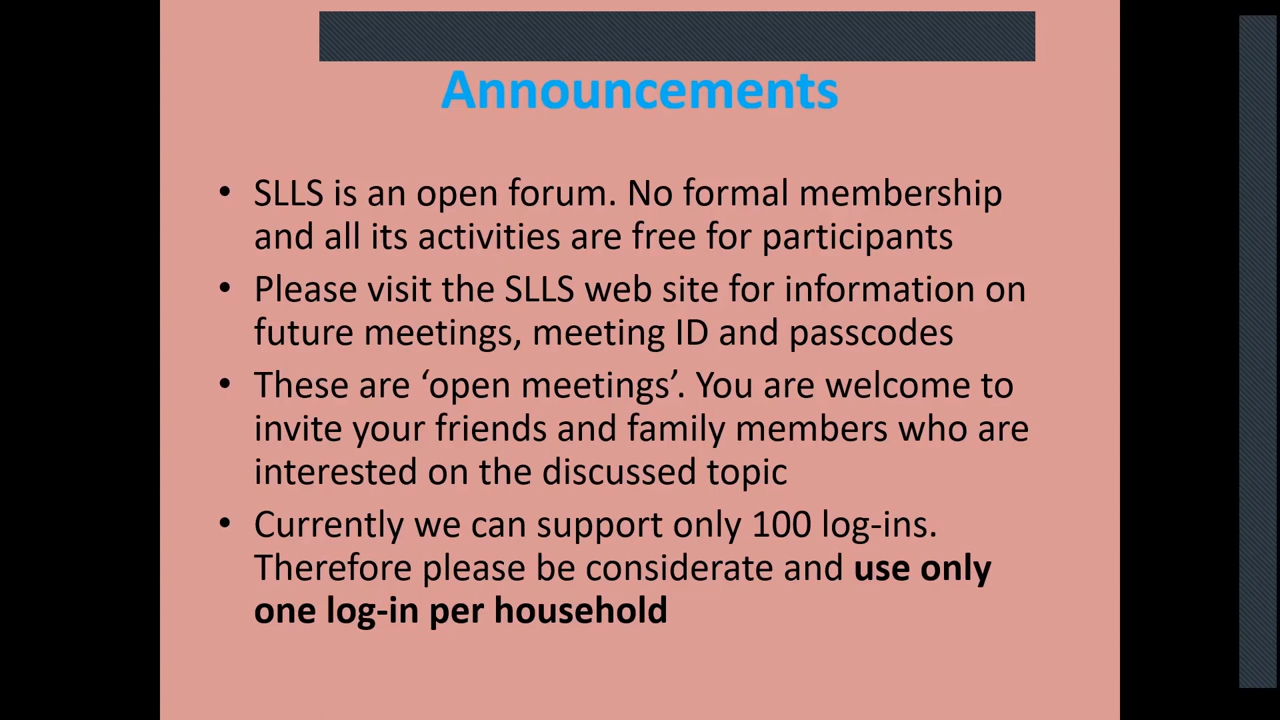 Announcements
• SLLS is an open forum. No formal membership
and all its activities are free for participants
• Please visit the SLLS web site for information on
future meetings, meeting ID and passcodes
• These are ‘open meetings’. You are welcome to
invite your friends and family members who are
interested on the discussed topic
• Currently we can support only 100 log-ins.
Therefore please be considerate and use only
one log-in per household